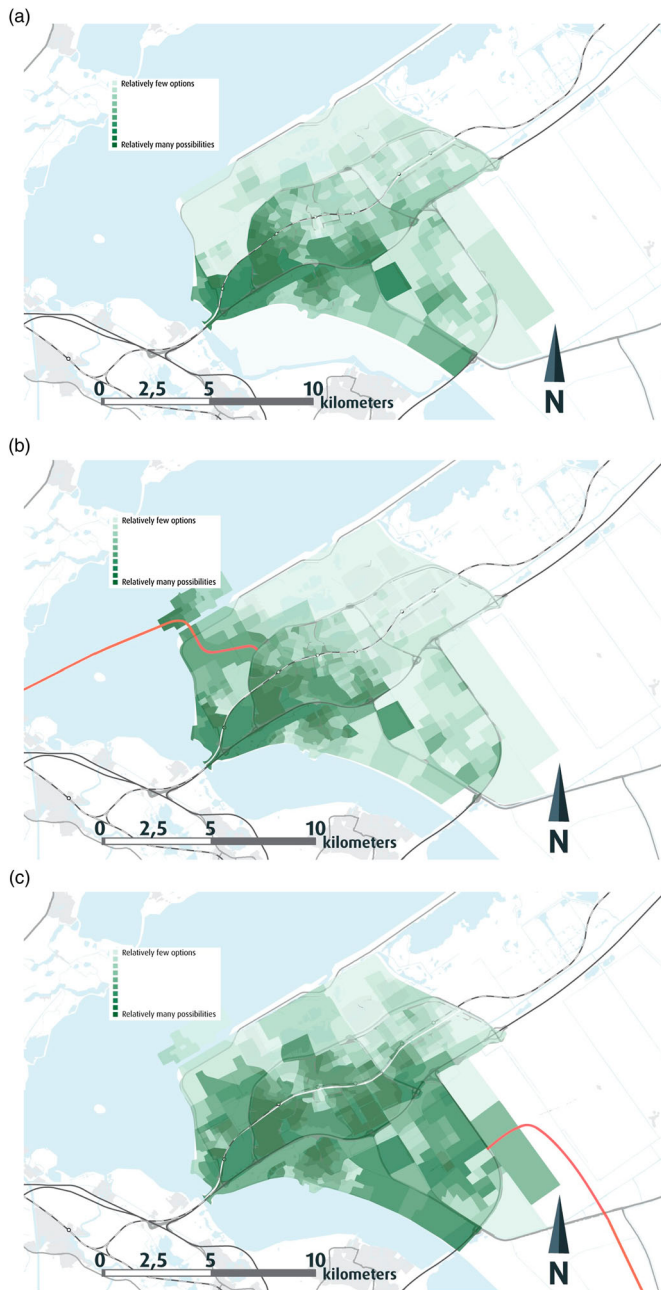 (a)
Relatively few options
Relatively many possibilities
0 2,5 5 10
kilometers
N
(b)
Relatively few options
Relatively many possibilities
0 2,5 5 10
kilometers
N
(c)
Relatively few options
Relatively many possibilities
0 2,5 5 10
kilometers
N